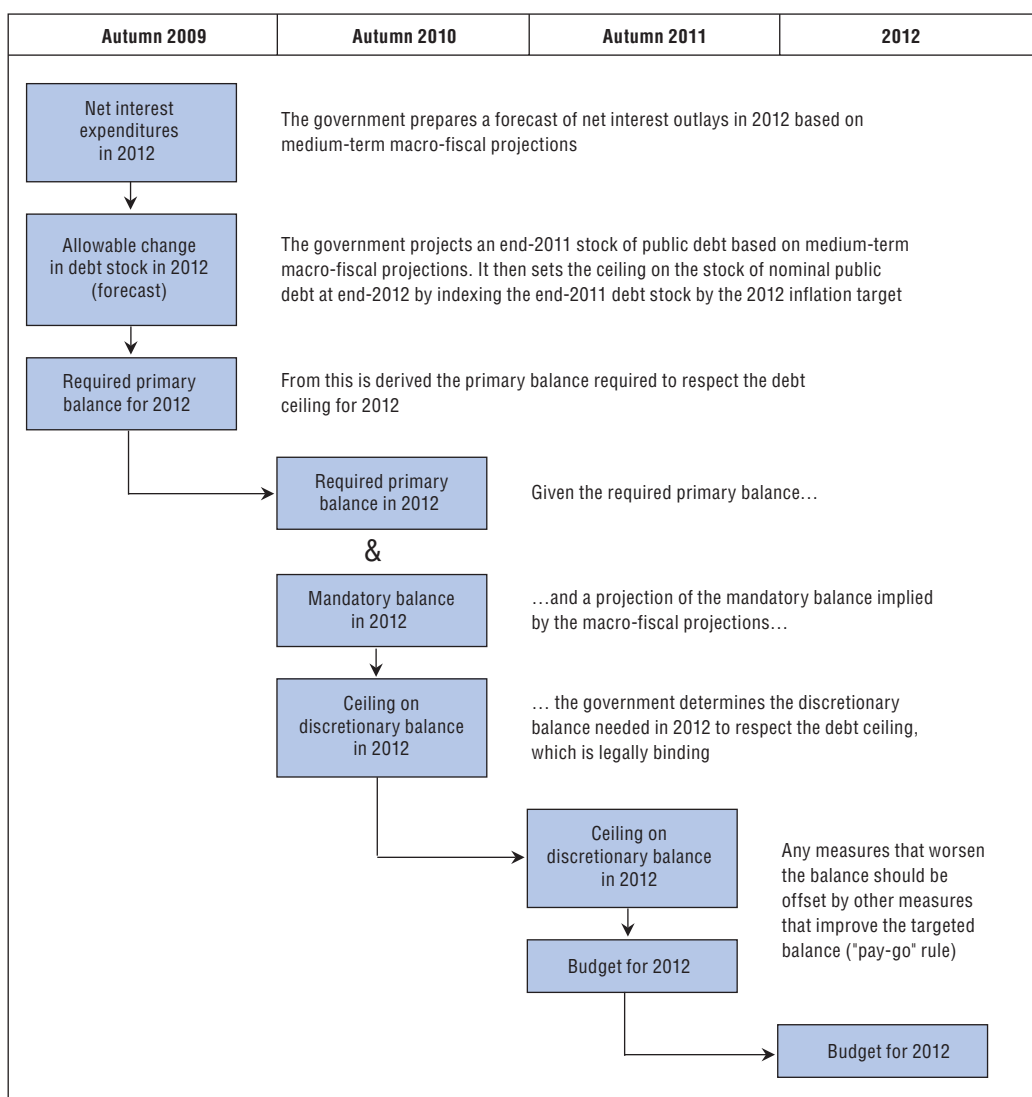 Autumn 2009 Autumn 2010 Autumn 2011 2012
Net interest
expenditures
in 2012
The government prepares a forecast of net interest outlays in 2012 based on
medium-term macro-fiscal projections
Allowable change
in debt stock in 2012
(forecast)
The government projects an end-2011 stock of public debt based on medium-term
macro-fiscal projections. It then sets the ceiling on the stock of nominal public
debt at end-2012 by indexing the end-2011 debt stock by the 2012 inflation target
Required primary
balance for 2012
From this is derived the primary balance required to respect the debt
ceiling for 2012
Required primary
balance in 2012
Given the required primary balance…
&
Mandatory balance
in 2012
…and a projection of the mandatory balance implied
by the macro-fiscal projections…
Ceiling on
discretionary balance
in 2012
… the government determines the discretionary
balance needed in 2012 to respect the debt ceiling,
which is legally binding
Ceiling on
discretionary balance
in 2012
Any measures that worsen
the balance should be
offset by other measures
that improve the targeted
balance ("pay-go" rule)
Budget for 2012
Budget for 2012